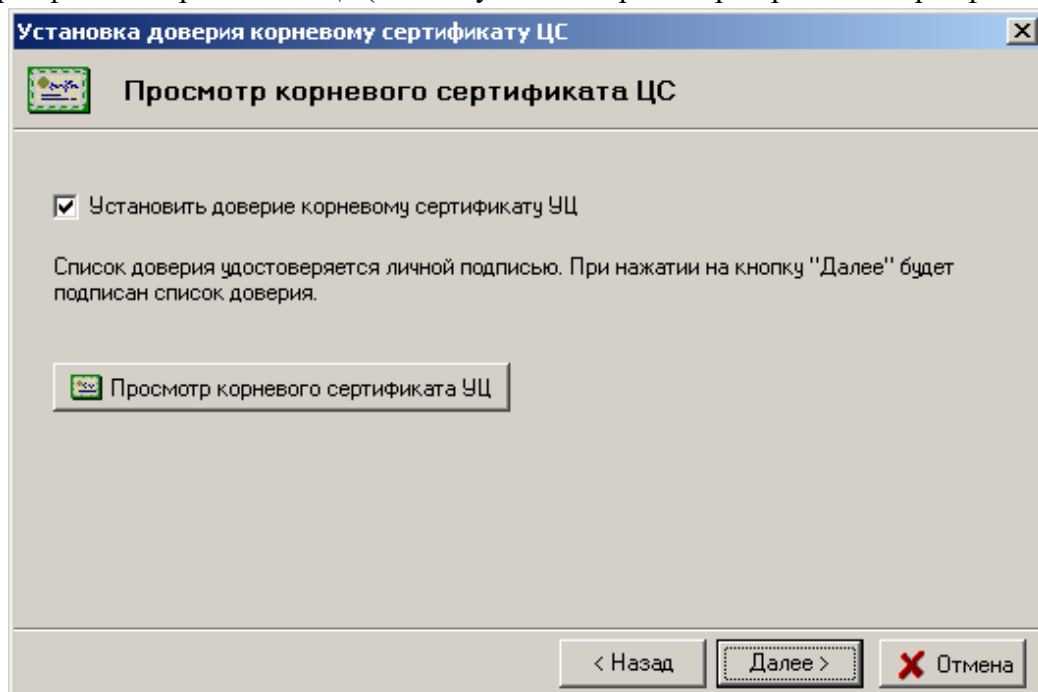 Установка доверия корневому сертификату ЦС
Просмотр корневого сертификата ЦС
Установить доверие корневому сертификату УЦ
Список доверия удостоверяется личной подписью. При нажатии на кнопку "Далее" будет
подписан список доверия.
Просмотр корневого сертификата УЦ
< Назад
Далее >
Отмена